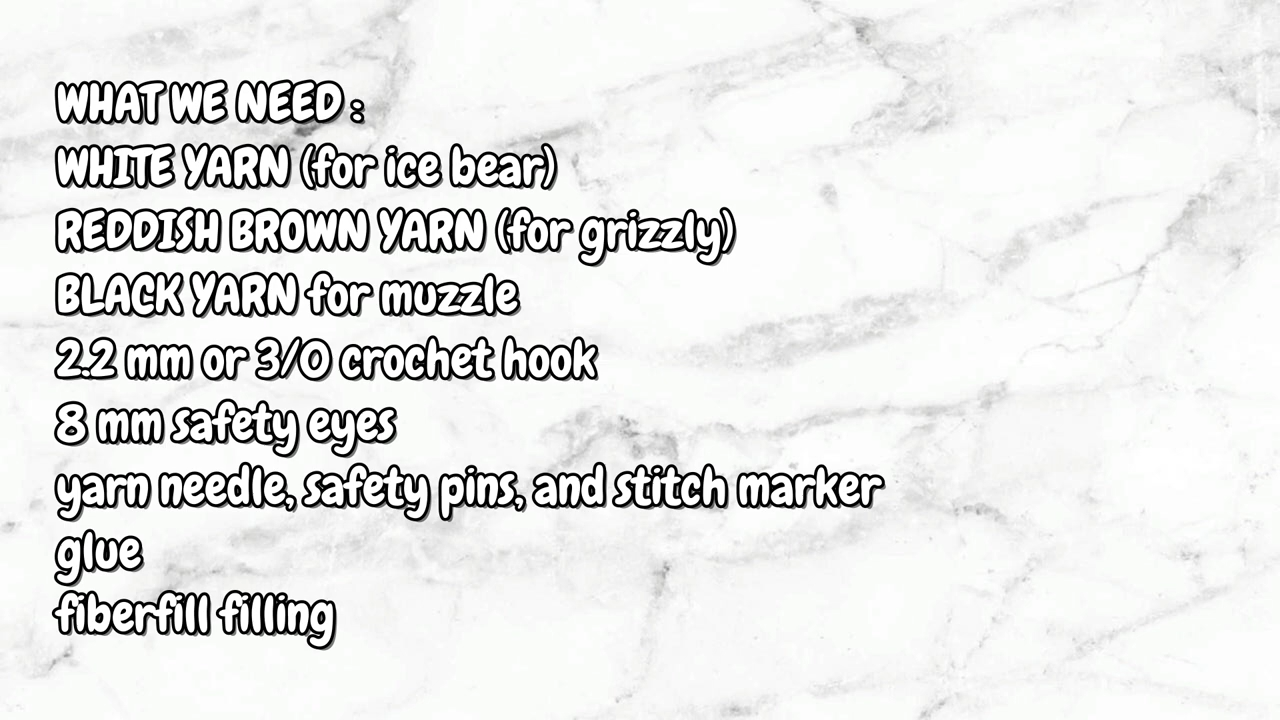 WHAT WE NEED :
WHITE YARN (for ice bear)
REDDISH BROWN YARN (for grizzly)
BLACK YARN for muzzle
2.2 mm or 3/0 crochet hook
8 mm safety eyes
yarn needle, safety pins, and stitch marker
glue
fiberfill filling